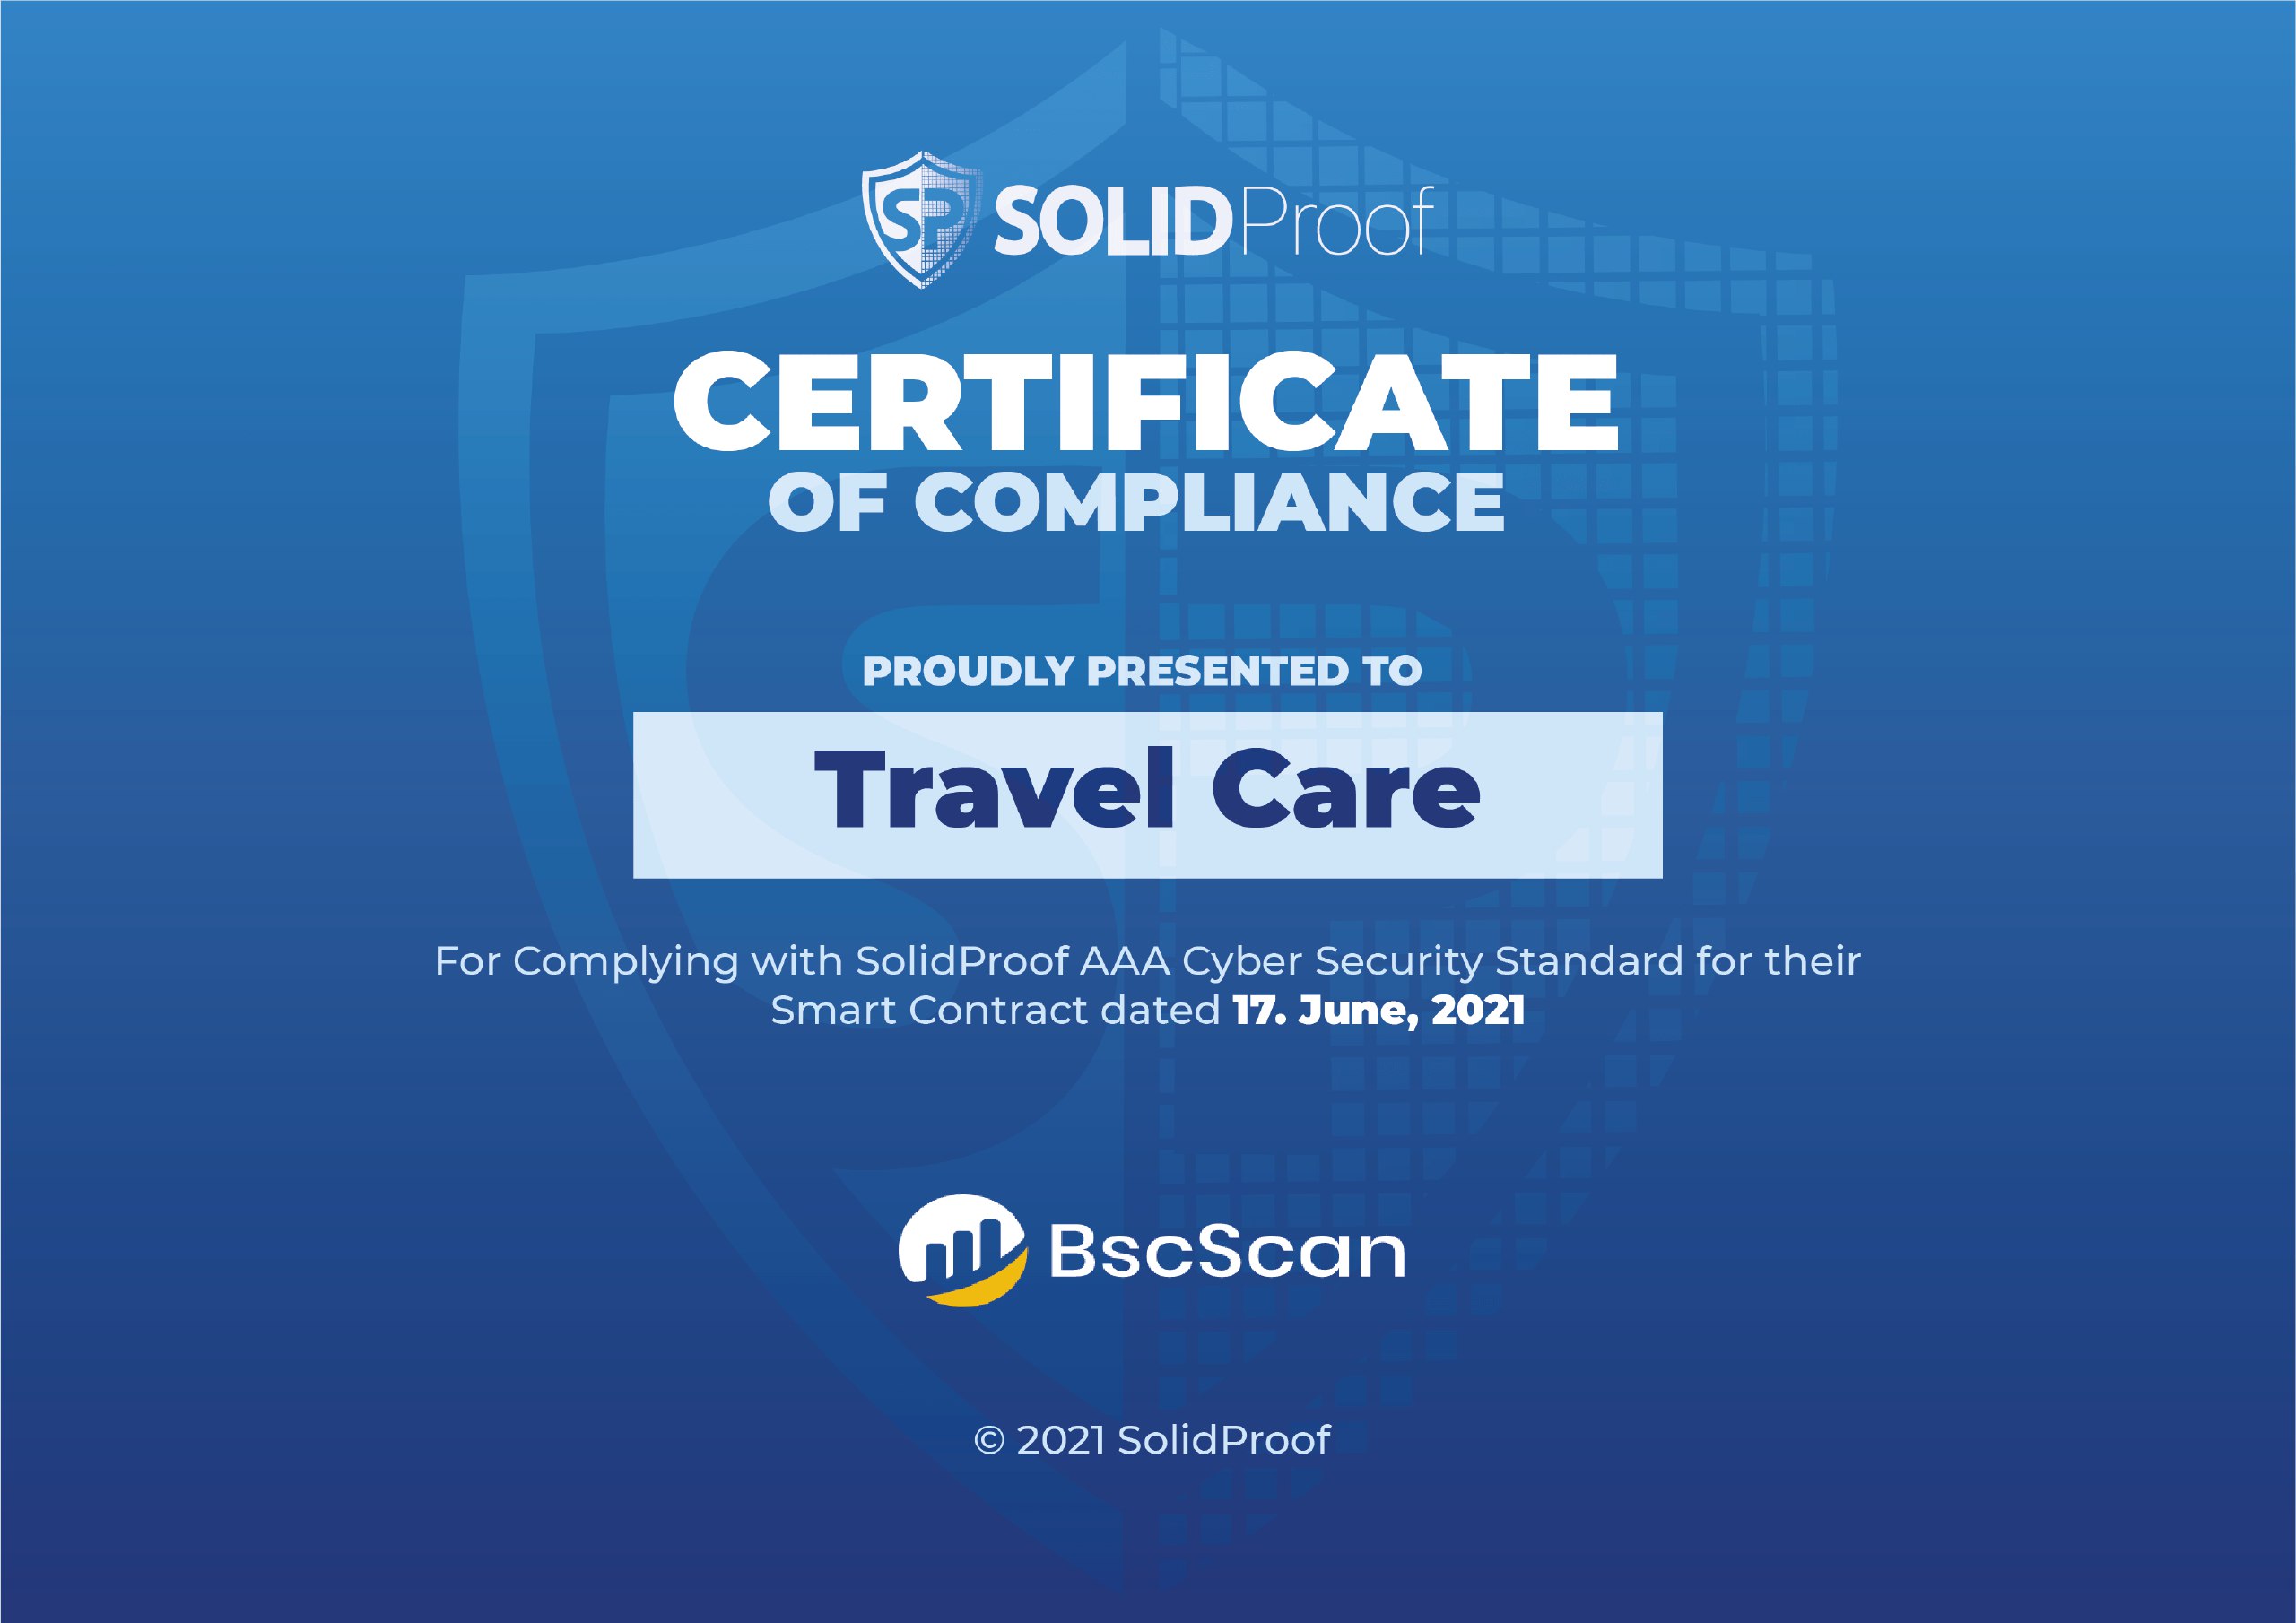 SP SOLIDProof
CERTIFICATE
OF COMPLIANCE
PROUDLY PRESENTED TO
Travel Care
For Complying with SolidProof AAA Cyber Security Standard for their
Smart Contract dated 17. June, 2021
BscScan
© 2021 SolidProof